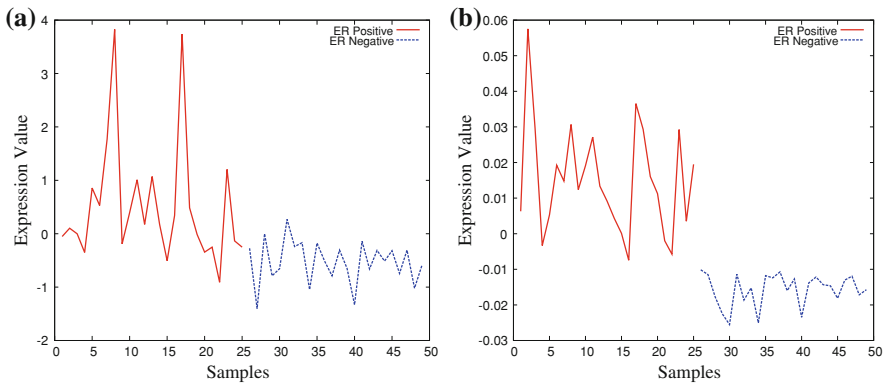 (a)
ER Positive
ER Negative
4
3
2
1
0
-1
-2
Expression Value
0 5 10 15 20 25 30 35 40 45 50
Samples
(b)
ER Positive
ER Negative
0.06
0.05
0.04
0.03
0.02
0.01
0
-0.01
-0.02
-0.03
Expression Value
0 5 10 15 20 25 30 35 40 45 50
Samples